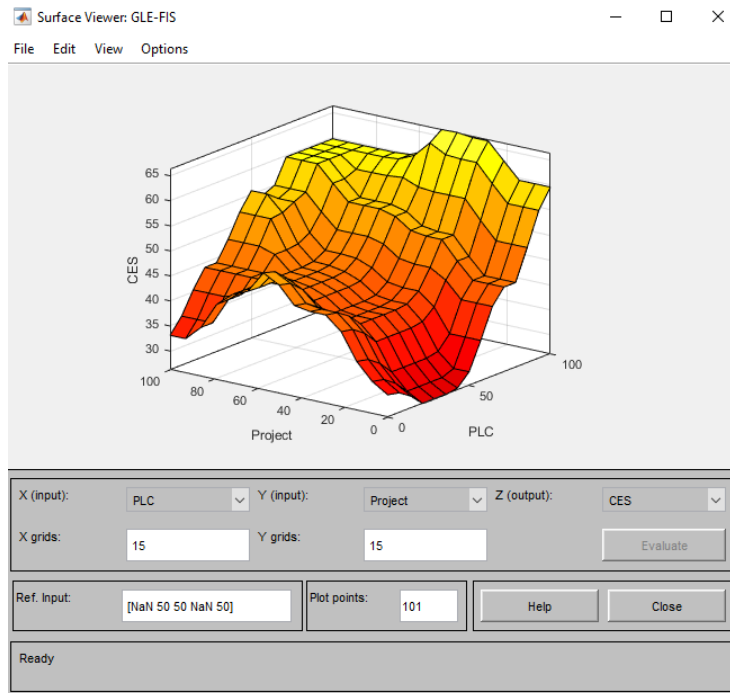 Surface Viewer: GLE-FIS
File Edit View Options
65
60
55
50
45
40
35
30
CES
100
80
60
40
20
0
Project
0
50
100
PLC
X (input): PLC Y (input): Project Z (output): CES
X grids: 15 Y grids: 15 Evaluate
Ref. Input: [NaN 50 50 NaN 50] Plot points: 101 Help Close
Ready